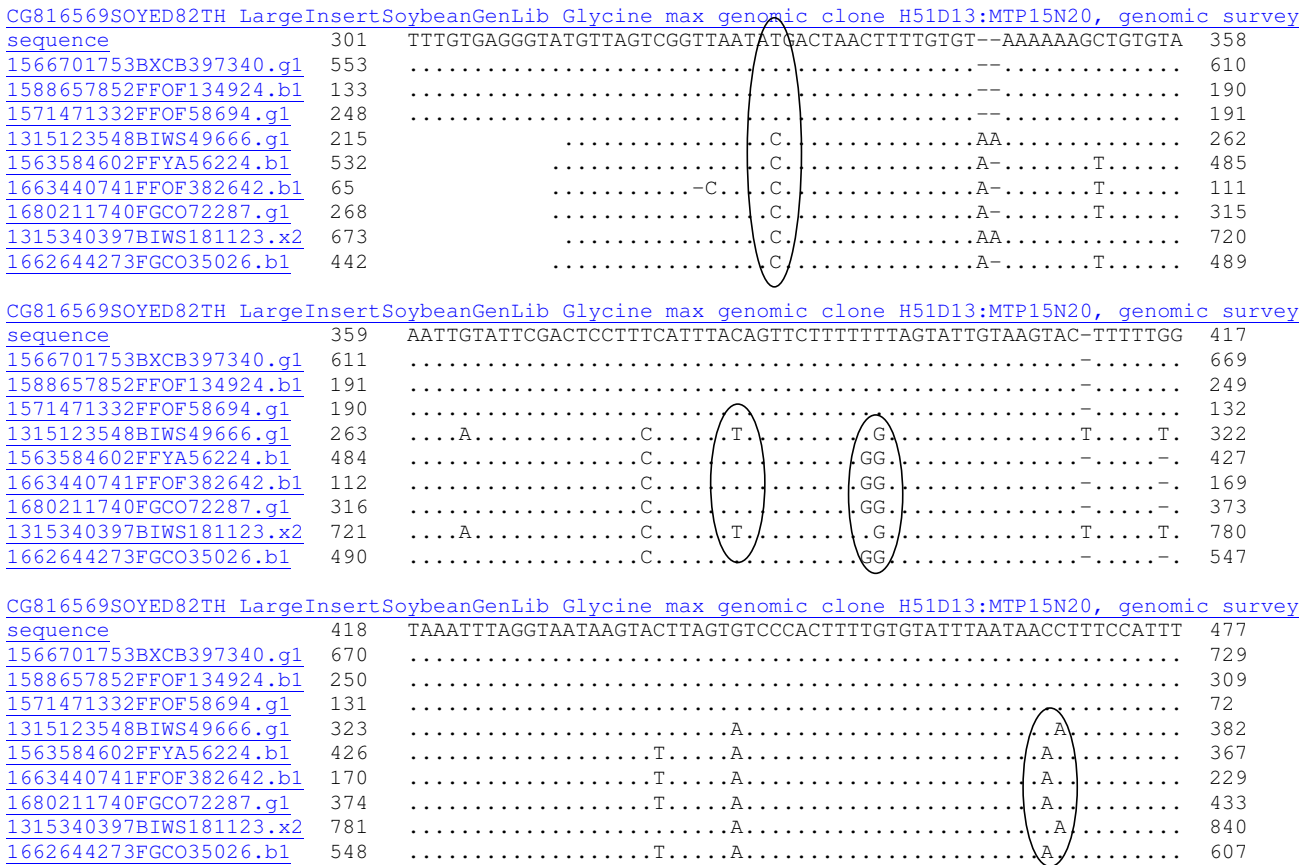 CG816569SOYED82TH LargeInsertSoybeanGenLib Glycine max genomic clone H51D13:MTP15N20, genomic survey
sequence 301 TTTGTGAGGGTATGTTAGTCGGTTAATATGACTAACTTTTGTGT--AAAAAAGCTGTGTA 358
1566701753BXCB397340.g1 553 ............................................--.............. 610
1588657852FFOF134924.b1 133 ............................................--.............. 190
1571471332FFOF58694.g1 248 ............................................--.............. 191
1315123548BIWS49666.g1 215 ................C...............AA.............. 262
1563584602FFYA56224.b1 532 .................C...............A-.......T...... 485
1663440741FFOF382642.b1 65 ...........-C....C...............A-.......T...... 111
1680211740FGCO72287.g1 268 .................C...............A-.......T...... 315
1315340397BIWS181123.x2 673 ................C...............AA.............. 720
1662644273FGCO35026.b1 442 .................C...............A-.......T...... 489
CG816569SOYED82TH LargeInsertSoybeanGenLib Glycine max genomic clone H51D13:MTP15N20, genomic survey
sequence 359 AATTGTATTCGACTCCTTTCATTTACAGTTCTTTTTTTAGTATTGTAAGTAC-TTTTTGG 417
1566701753BXCB397340.g1 611 ....................................................-....... 669
1588657852FFOF134924.b1 191 ....................................................-....... 249
1571471332FFOF58694.g1 190 ....................................................-....... 132
1315123548BIWS49666.g1 263 ....A.............C......T..........G...............T.....T. 322
1563584602FFYA56224.b1 484 ..................C................GG...............-.....-. 427
1663440741FFOF382642.b1 112 ..................C................GG...............-.....-. 169
1680211740FGCO72287.g1 316 ..................C................GG...............-.....-. 373
1315340397BIWS181123.x2 721 ....A.............C......T..........G...............T.....T. 780
1662644273FGCO35026.b1 490 ..................C................GG...............-.....-. 547
CG816569SOYED82TH LargeInsertSoybeanGenLib Glycine max genomic clone H51D13:MTP15N20, genomic survey
sequence 418 TAAATTTAGGTAATAAGTACTTAGTGTCCCACTTTTGTGTATTTAATAACCTTTCCATTT 477
1566701753BXCB397340.g1 670 ............................................................ 729
1588657852FFOF134924.b1 250 ............................................................ 309
1571471332FFOF58694.g1 131 ............................................................ 72
1315123548BIWS49666.g1 323 .........................A........................A......... 382
1563584602FFYA56224.b1 426 ...................T.....A.......................A.......... 367
1663440741FFOF382642.b1 170 ...................T.....A.......................A.......... 229
1680211740FGCO72287.g1 374 ...................T.....A.......................A.......... 433
1315340397BIWS181123.x2 781 .........................A........................A......... 840
1662644273FGCO35026.b1 548 ...................T.....A.......................A.......... 607